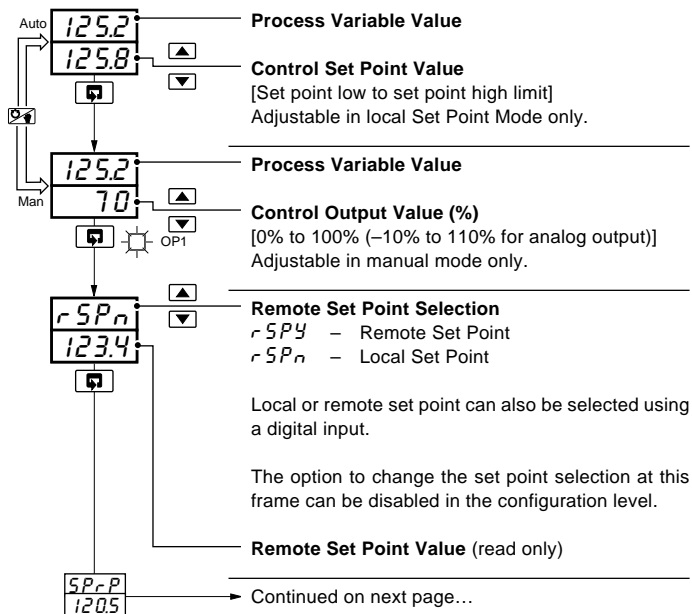 Auto
125.2
Process Variable Value
125.8
Control Set Point Value
[Set point low to set point high limit]
Adjustable in local Set Point Mode only.
125.2
Process Variable Value
Man
70
Control Output Value (%)
OP1
[0% to 100% (–10% to 110% for analog output)]
Adjustable in manual mode only.
rSPn
Remote Set Point Selection
rSPY – Remote Set Point
123.4
rSPn – Local Set Point
Local or remote set point can also be selected using
a digital input.
The option to change the set point selection at this
frame can be disabled in the configuration level.
Remote Set Point Value (read only)
SPrP
120.5
Continued on next page…